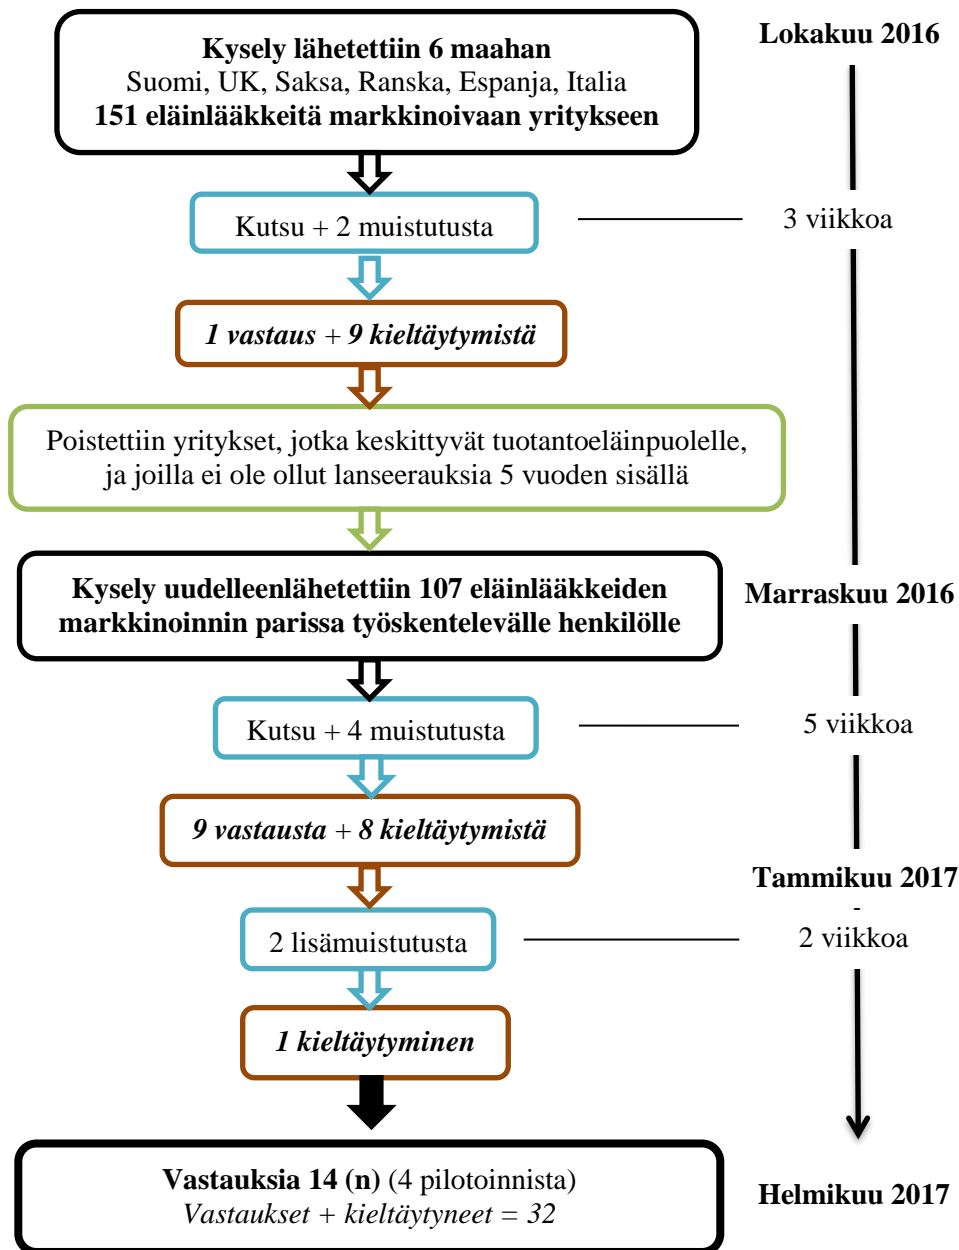 Kysely lähetettiin 6 maahan
Suomi, UK, Saksa, Ranska, Espanja, Italia
151 eläinlääkkeitä markkinoivaan yritykseen
Lokakuu 2016
Kutsu + 2 muistutusta
3 viikkoa
1 vastaus + 9 kieltäytymistä
Poistettiin yritykset, jotka keskittyvät tuotantoeläinpuolelle,
ja joilla ei ole ollut lanseerauksia 5 vuoden sisällä
Kysely uudelleenlähetettiin 107 eläinlääkkeiden
markkinoinnin parissa työskentelevälle henkilölle
Marraskuu 2016
Kutsu + 4 muistutusta
5 viikkoa
9 vastausta + 8 kieltäytymistä
Tammikuu 2017
2 lisämuistutusta
2 viikkoa
1 kieltäytyminen
Vastauksia 14 (n) (4 pilotoinnista)
Vastaukset + kieltäytyneet = 32
Helmikuu 2017